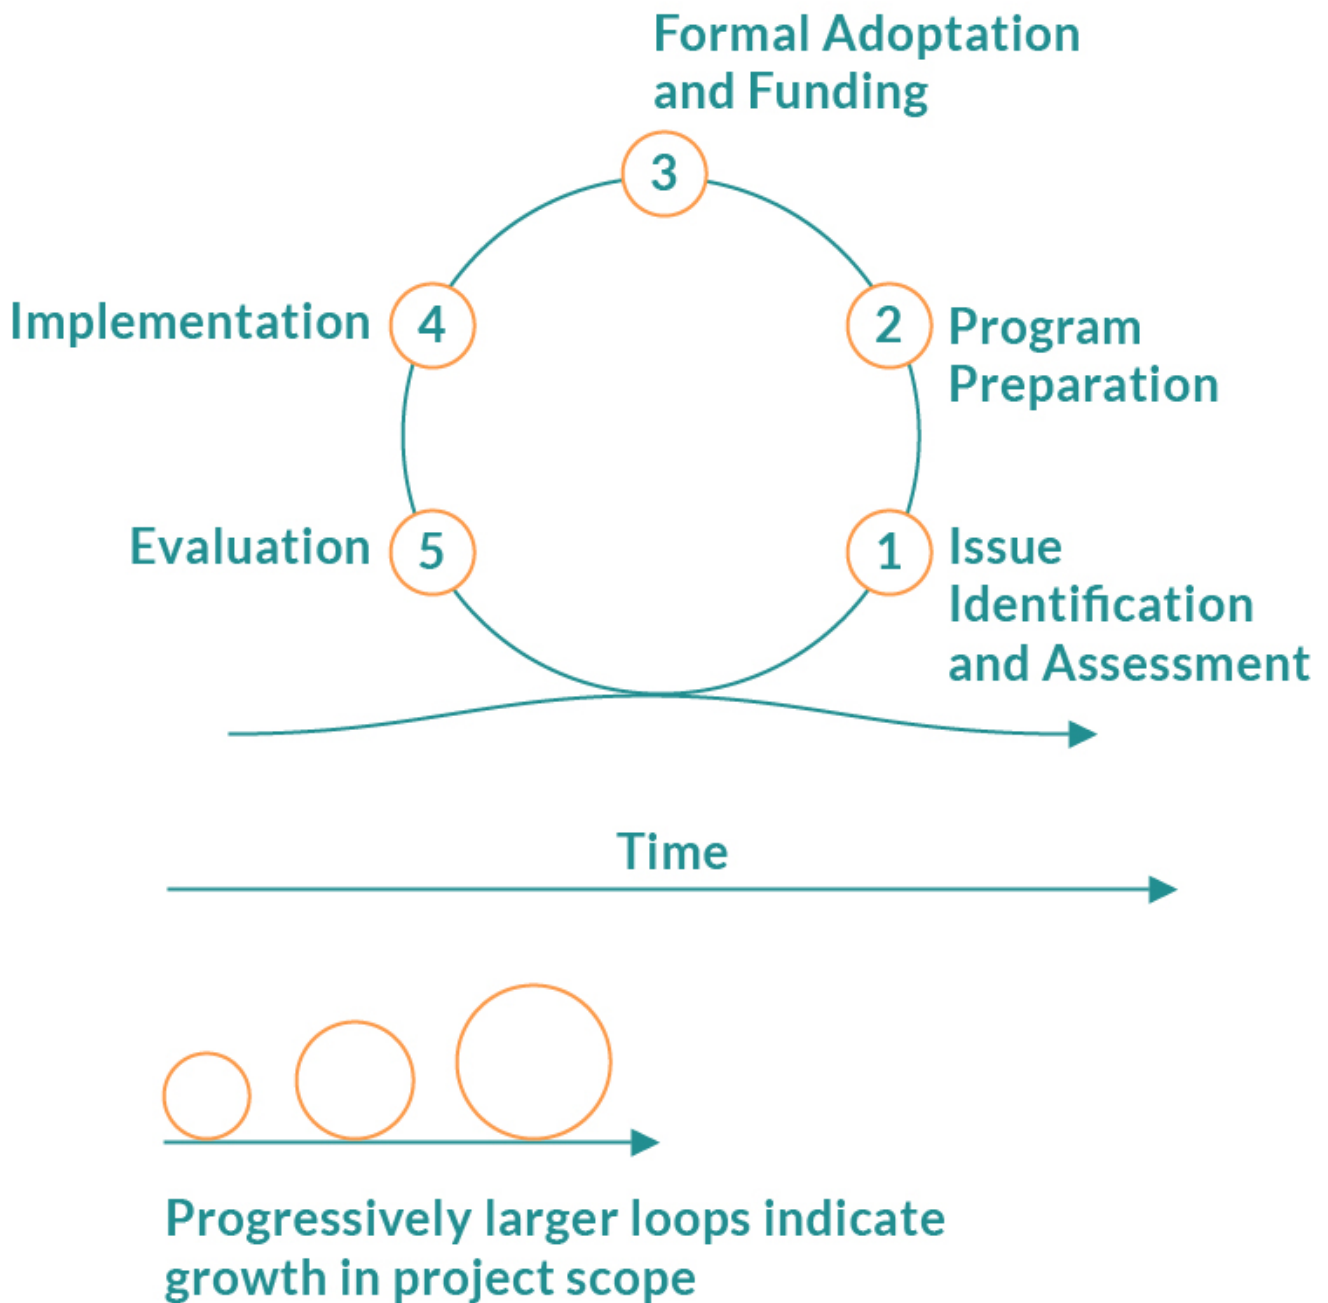 Formal Adoptation
and Funding
3
Implementation
4
2
Program
Preparation
Evaluation
5
1
Issue
Identification
and Assessment
Time
Progressively larger loops indicate
growth in project scope